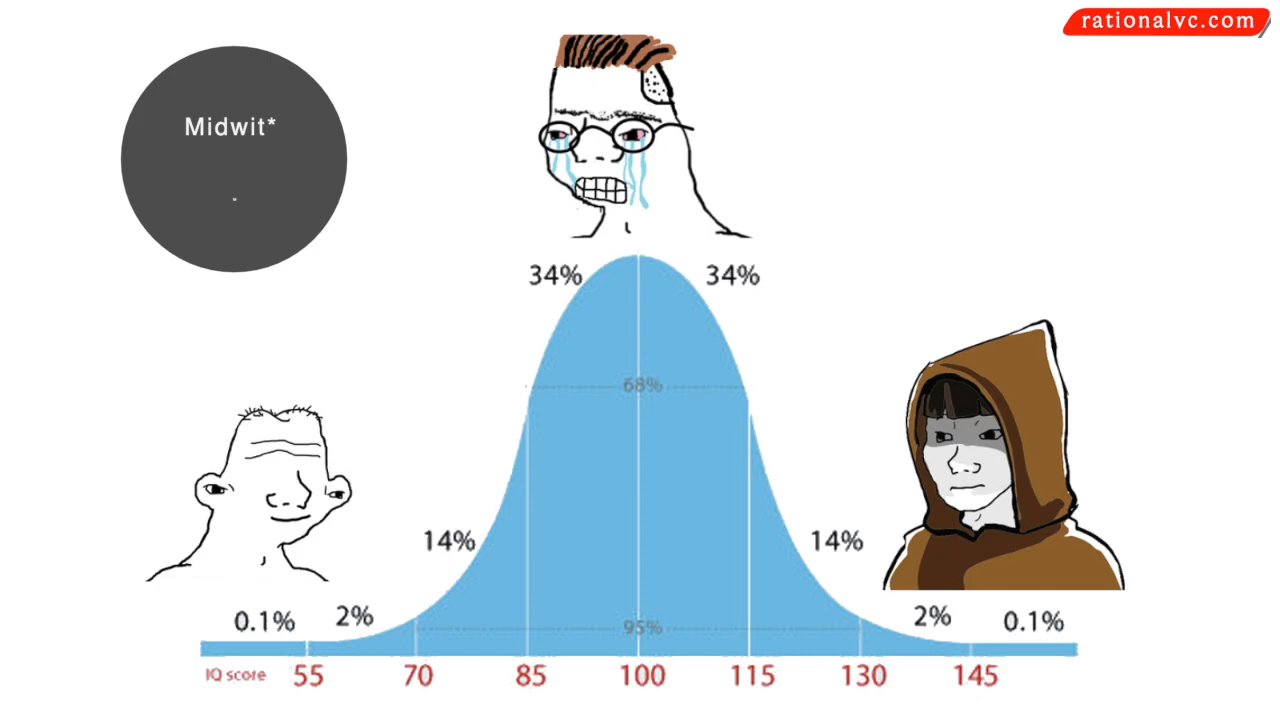 rationalvc.com
Midwit*
34% 34%
68%
14% 14%
0.1% 2% 95% 2% 0.1%
IQ score 55 70 85 100 115 130 145